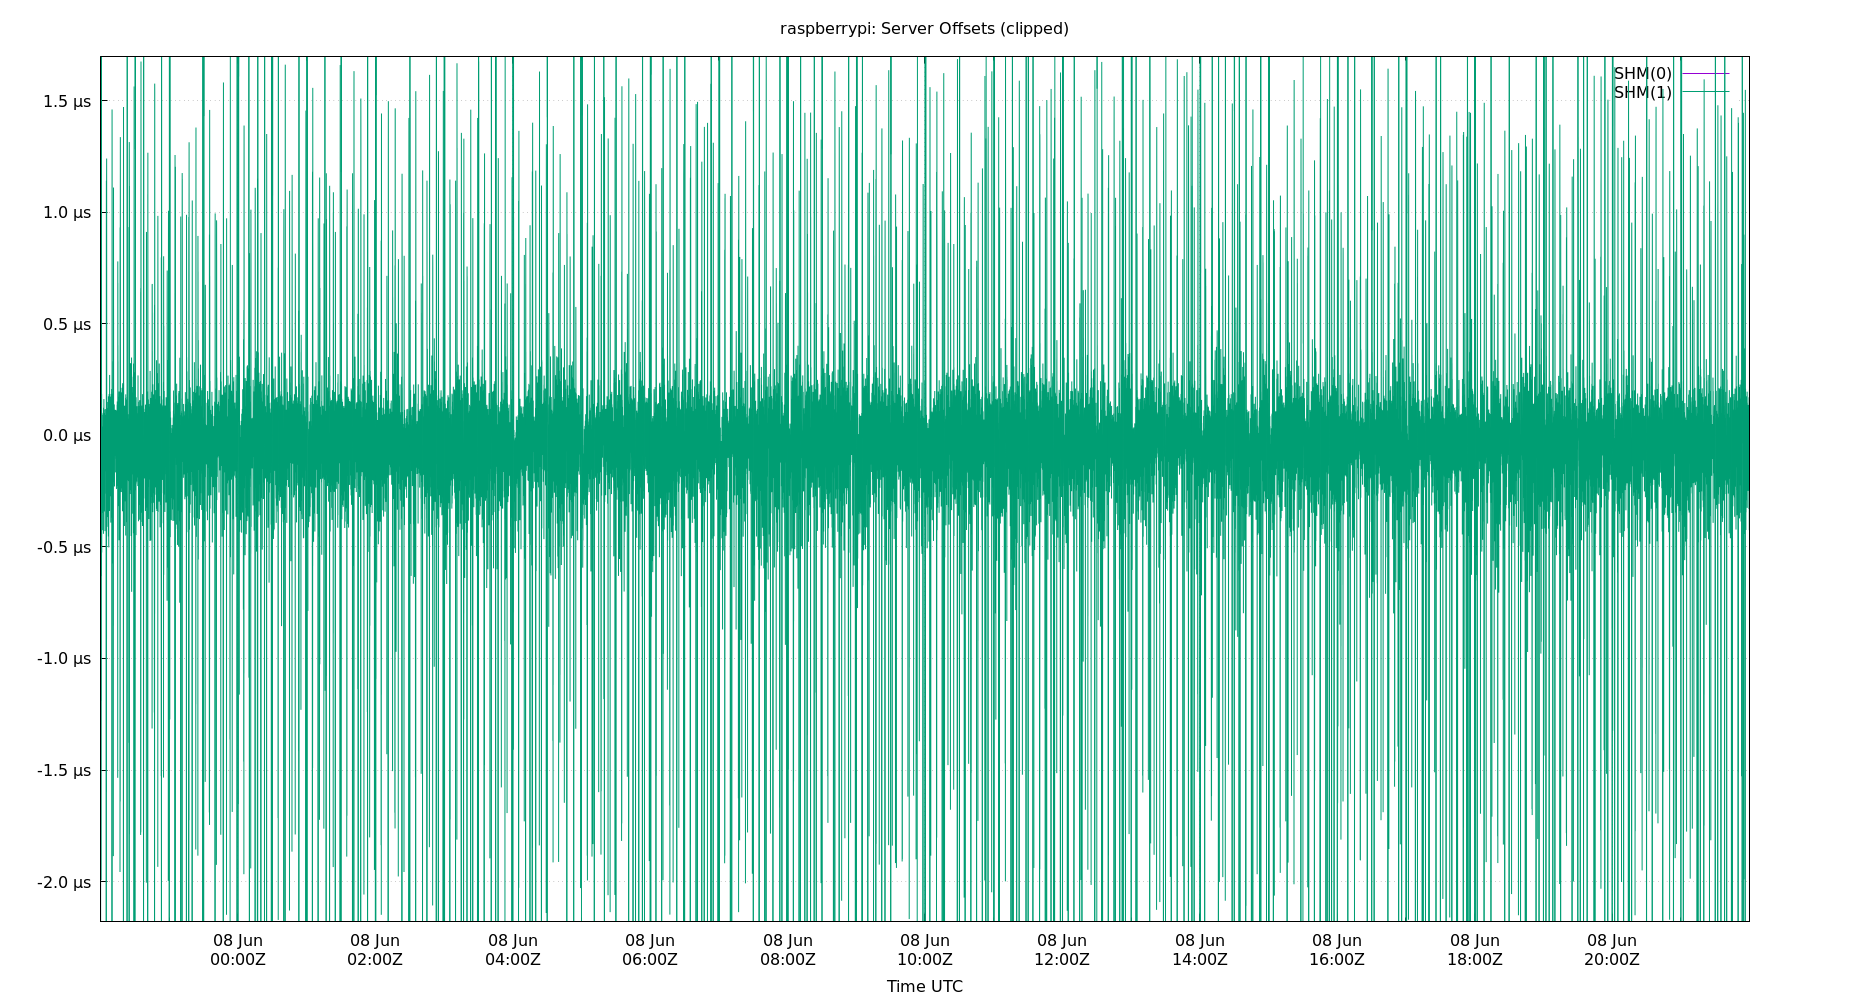 raspberrypi: Server Offsets (clipped)
SHM(0)
SHM(1)
1.5 µs
1.0 µs
0.5 µs
0.0 µs
-0.5 µs
-1.0 µs
-1.5 µs
-2.0 µs
08 Jun 08 Jun 08 Jun 08 Jun 08 Jun 08 Jun 08 Jun 08 Jun 08 Jun 08 Jun 08 Jun
00:00Z 02:00Z 04:00Z 06:00Z 08:00Z 10:00Z 12:00Z 14:00Z 16:00Z 18:00Z 20:00Z
Time UTC